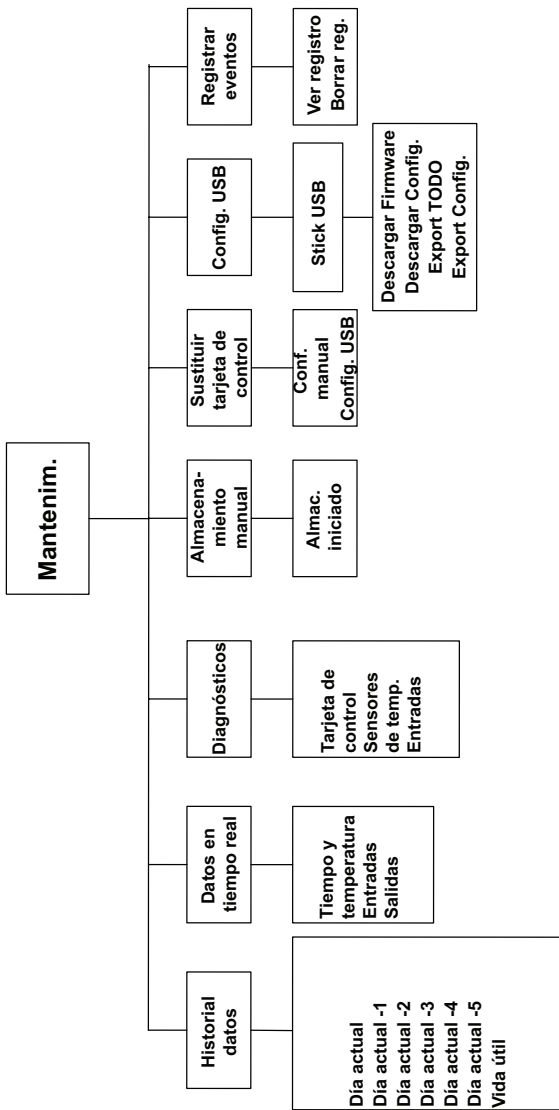 Mantenim.
Historial
datos
Día actual
Día actual -1
Día actual -2
Día actual -3
Día actual -4
Día actual -5
Vida útil
Datos en
tiempo real
Tiempo y
temperatura
Entradas
Salidas
Diagnósticos
Tarjeta de
control
Sensores
de temp.
Entradas
Almacena-
miento
manual
Almac.
iniciado
Sustituir
tarjeta de
control
Conf.
manual
Config. USB
Config. USB
Stick USB
Descargar Firmware
Descargar Config.
Export TODO
Export Config.
Registrar
eventos
Ver registro
Borrar reg.